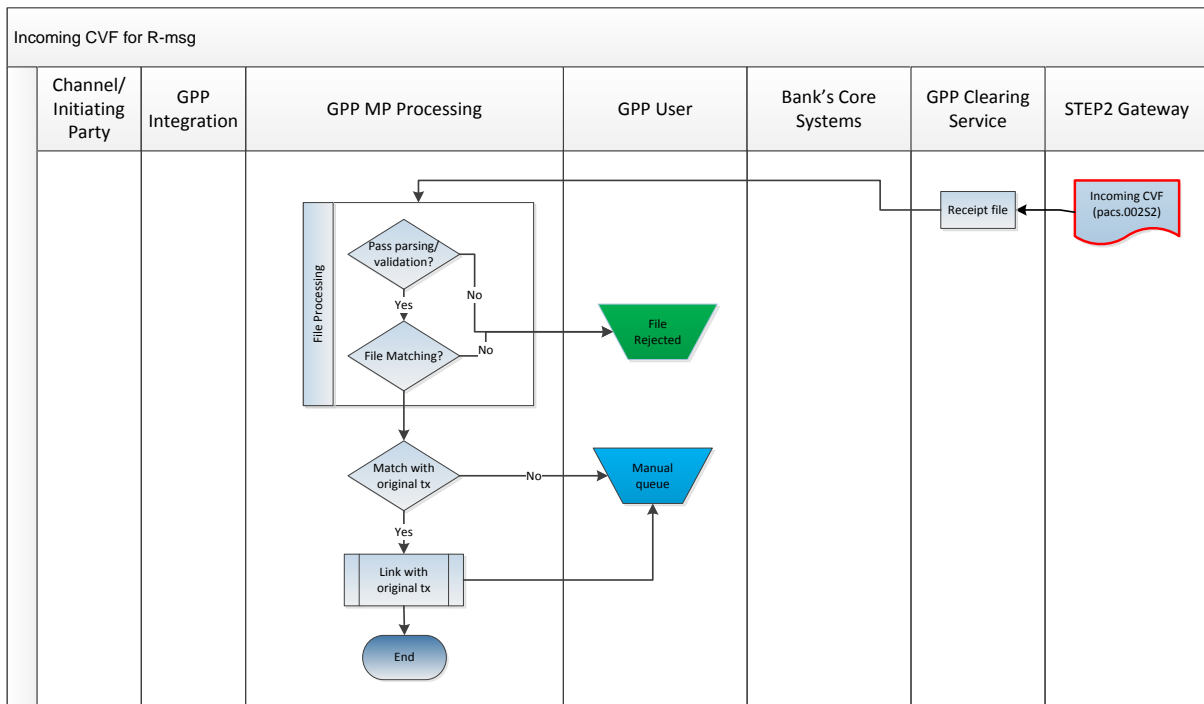 Incoming CVF for R-msg
Channel/
Initiating
Party
GPP
Integration
GPP MP Processing
GPP User
Bank's Core
Systems
GPP Clearing
Service
STEP2 Gateway
Incoming CVF
(pacs.002S2)
Receipt file
File Processing
Pass parsing/
validation?
No
Yes
File Matching?
No
File
Rejected
Match with
original tx
No
Manual
queue
Yes
Link with
original tx
End